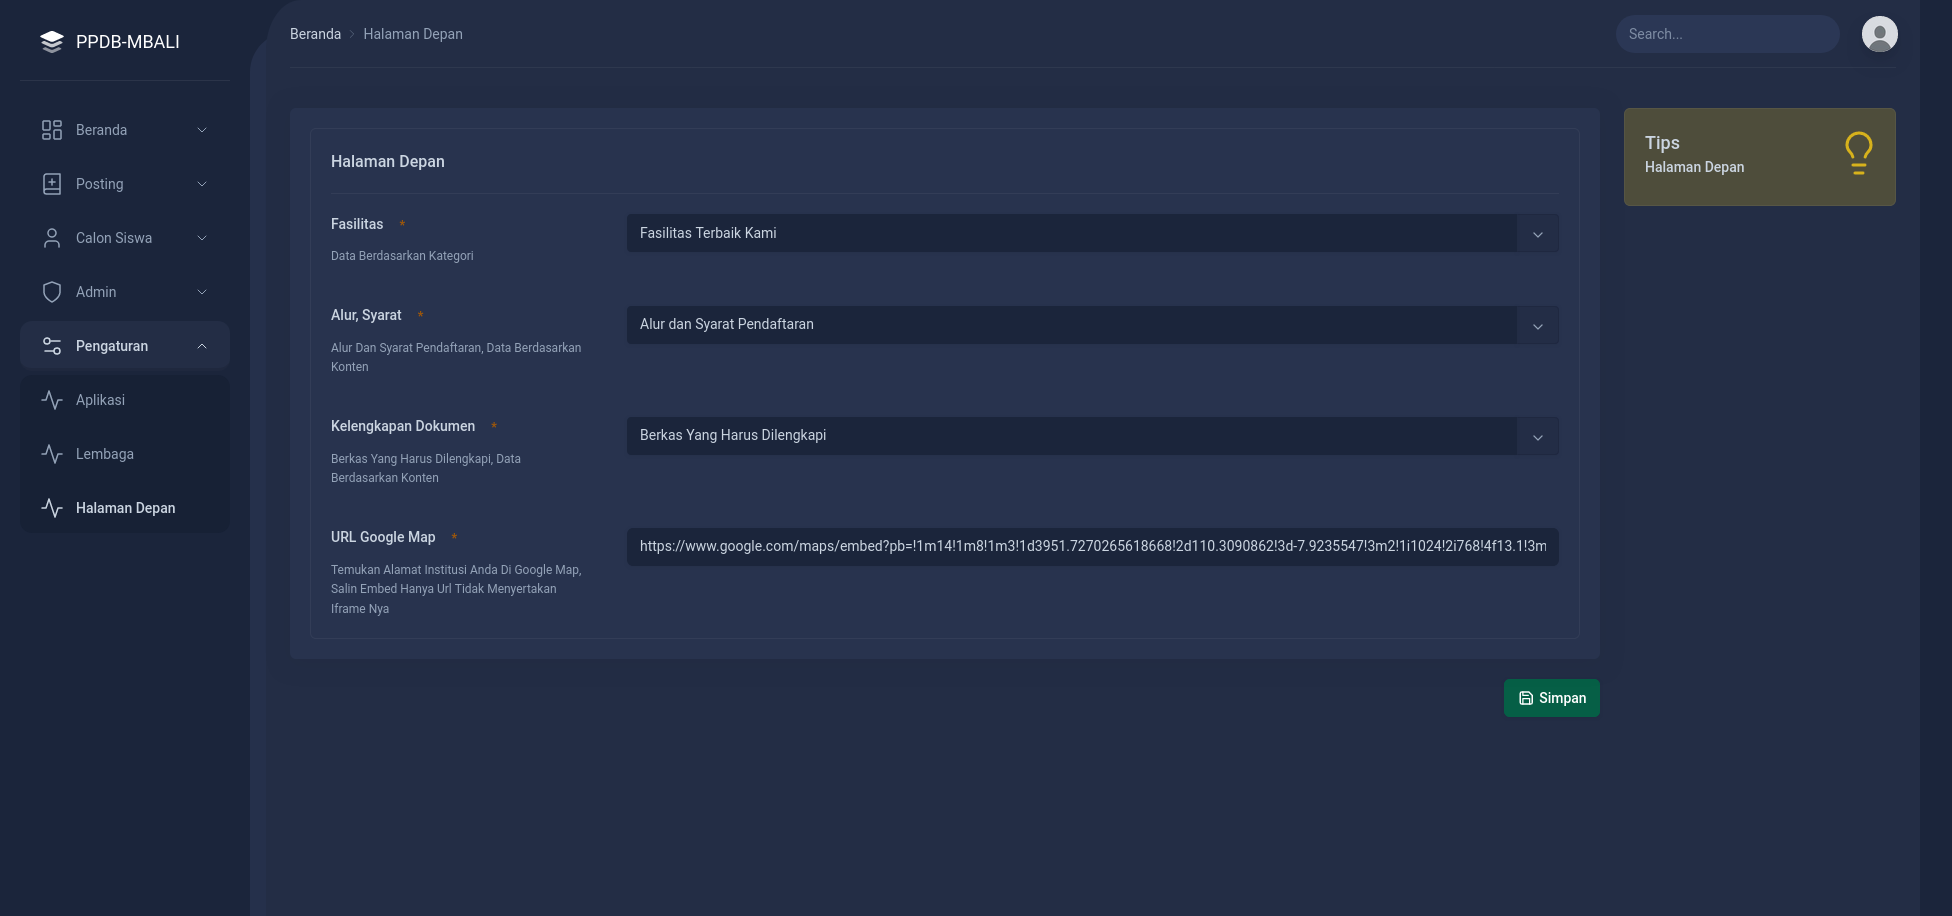 PPDB-MBALI
Beranda
Posting
Calon Siswa
Admin
Pengaturan
Aplikasi
Lembaga
Halaman Depan
Beranda
Halaman Depan
Search...
Halaman Depan
Fasilitas *
Data Berdasarkan Kategori
Fasilitas Terbaik Kami
Alur, Syarat *
Alur Dan Syarat Pendaftaran, Data Berdasarkan
Konten
Alur dan Syarat Pendaftaran
Kelengkapan Dokumen *
Berkas Yang Harus Dilengkapi, Data
Berdasarkan Konten
Berkas Yang Harus Dilengkapi
URL Google Map *
Temukan Alamat Institusi Anda Di Google Map,
Salin Embed Hanya Url Tidak Menyertakan
Iframe Nya
https://www.google.com/maps/embed?pb=!1m14!1m8!1m3!1d3951.7270265618668!2d110.3090862!3d-7.9235547!3m2!1i1024!2i768!4f13.1!3m
Simpan
Tips
Halaman Depan